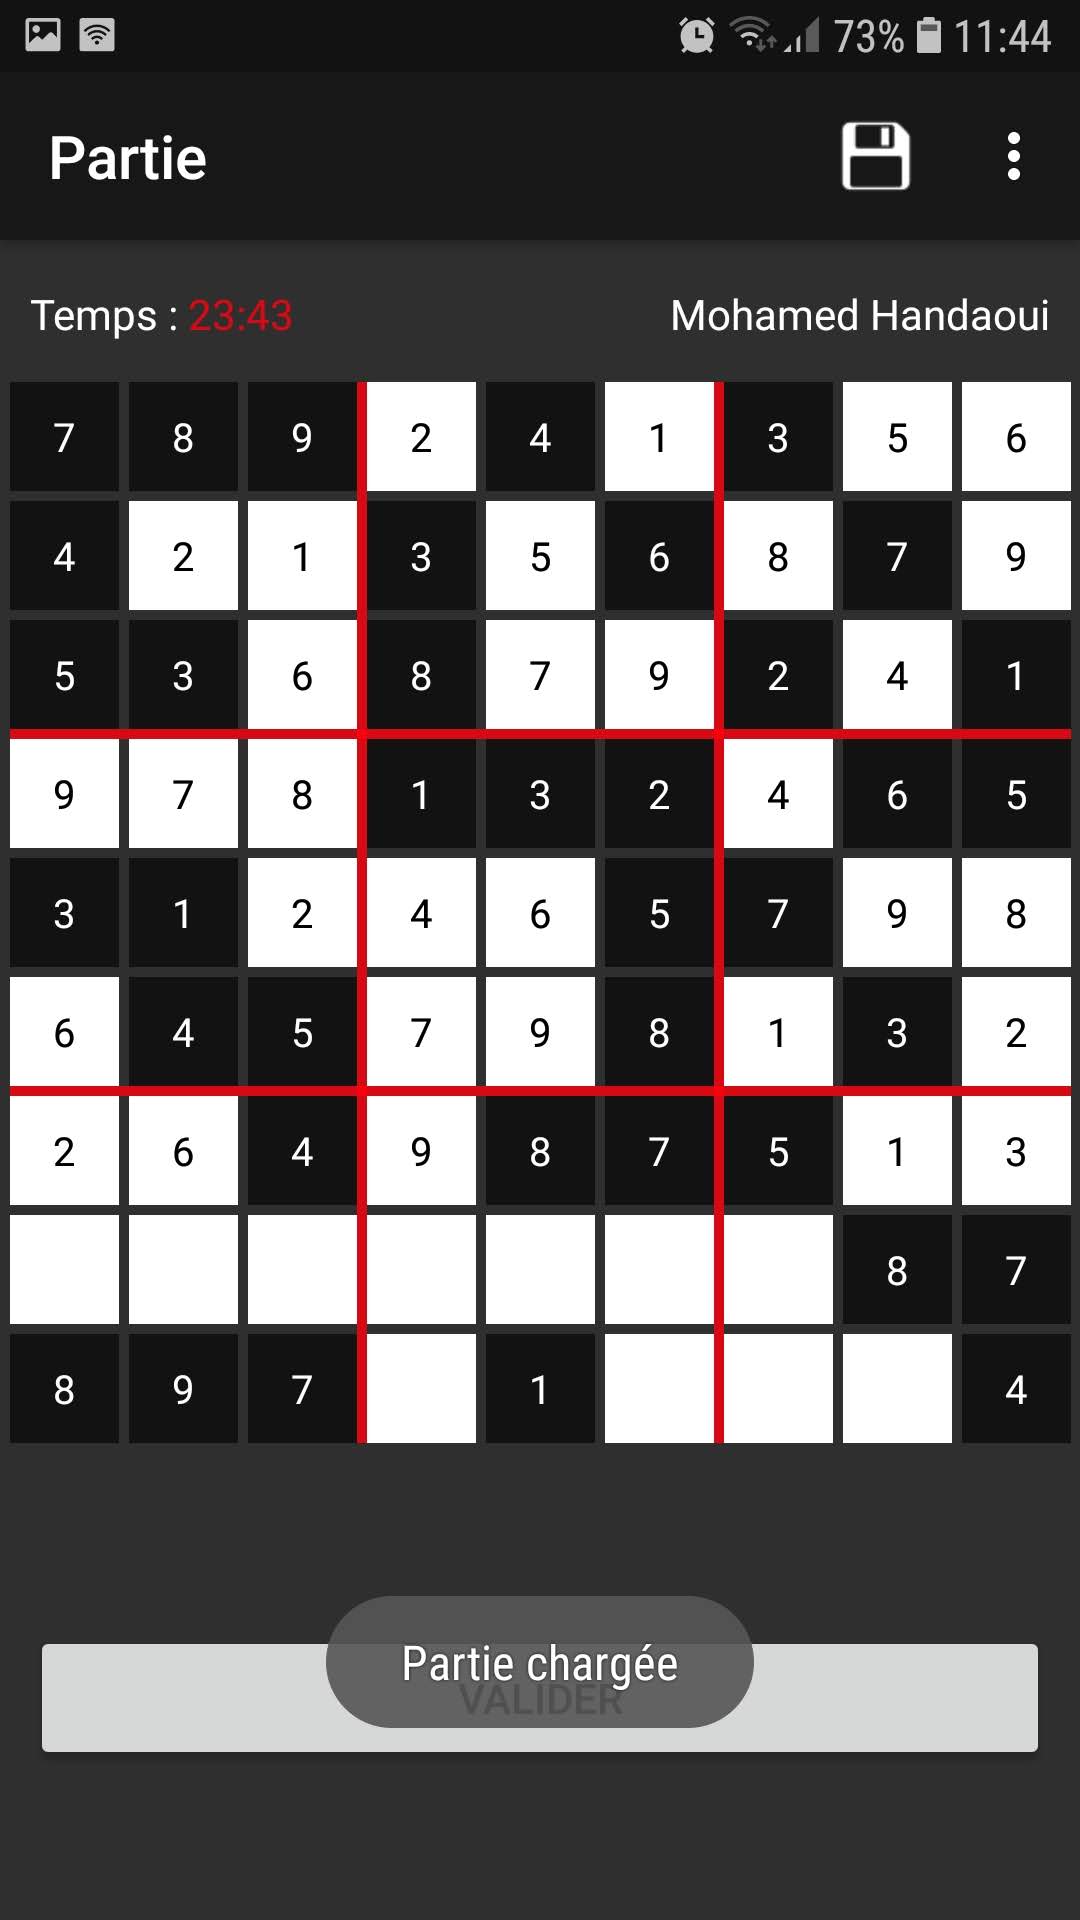 73% 11:44
Partie
Temps : 23:43 Mohamed Handaoui
7 8 9 2 4 1 3 5 6
4 2 1 3 5 6 8 7 9
5 3 6 8 7 9 2 4 1
9 7 8 1 3 2 4 6 5
3 1 2 4 6 5 7 9 8
6 4 5 7 9 8 1 3 2
2 6 4 9 8 7 5 1 3
8 7
8 9 7 1 4
Partie chargée
VALIDER